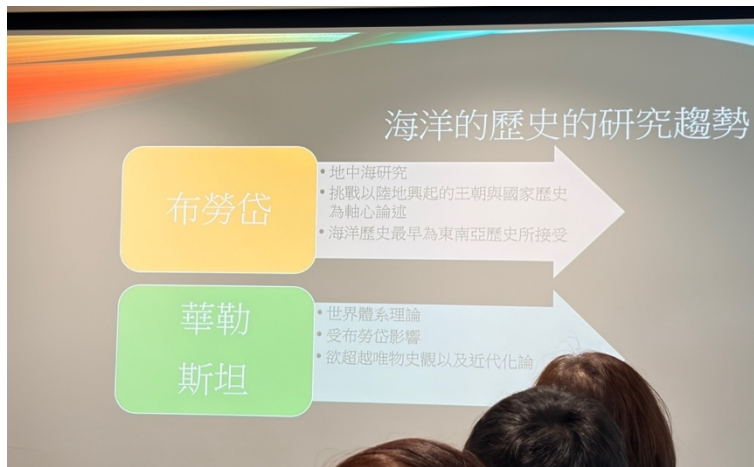 海洋的歷史的研究趨勢
布勞岱
• 地中海研究
• 挑戰以陸地興起的王朝與國家歷史
為軸心論述
• 海洋歷史最早為東南亞歷史所接受
華勒
斯坦
• 世界體系理論
• 受布勞岱影響
• 欲超越唯物史觀以及近代化論